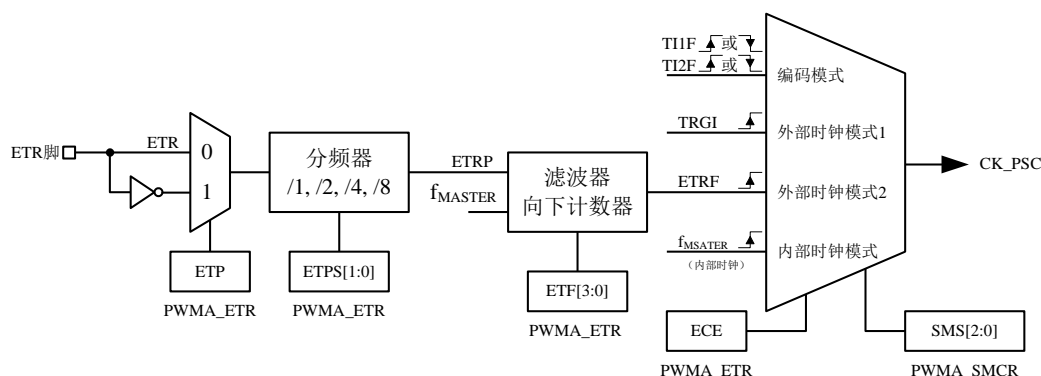 TI1F 或
TI2F 或
编码模式
TRGI
外部时钟模式1
ETR脚
ETR
0
1
分频器
/1, /2, /4, /8
ETRP
fMASTER
滤波器
向下计数器
ETRF
外部时钟模式2
CK_PSC
fMSATER
(内部时钟)
内部时钟模式
ETP
PWMA_ETR
ETPS[1:0]
PWMA_ETR
ETF[3:0]
PWMA_ETR
ECE
PWMA_ETR
SMS[2:0]
PWMA_SMCR